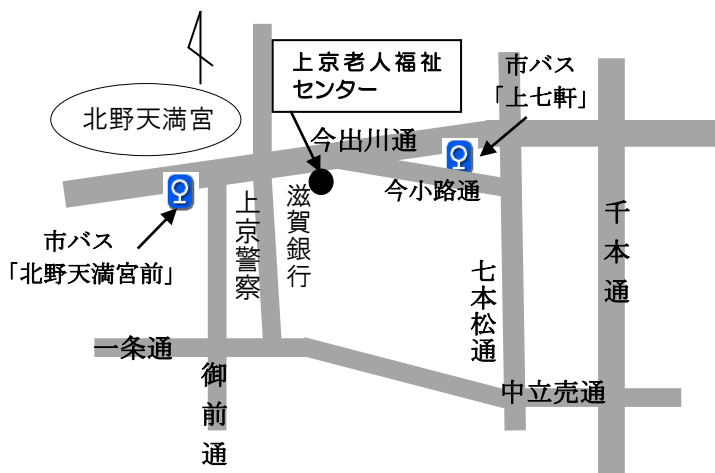 上京老人福祉
センター
市バス
「上七軒」
北野天満宮
今出川通
今小路通
市バス
「北野天満宮前」
上京警察
滋賀銀行
千本通
七本松通
一条通
御前通
中立売通